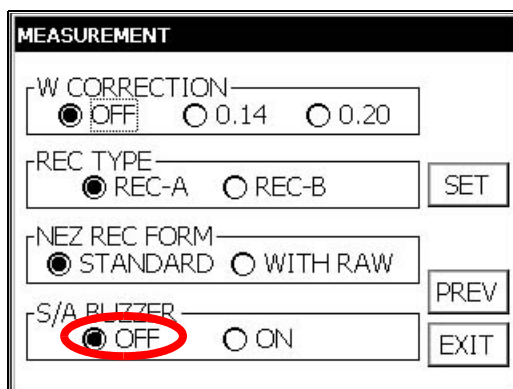 MEASUREMENT
W CORRECTION
OFF 0.14 0.20
REC TYPE
REC-A REC-B
SET
NEZ REC FORM
STANDARD WITH RAW
PREV
S/A BUZZER
OFF ON
EXIT